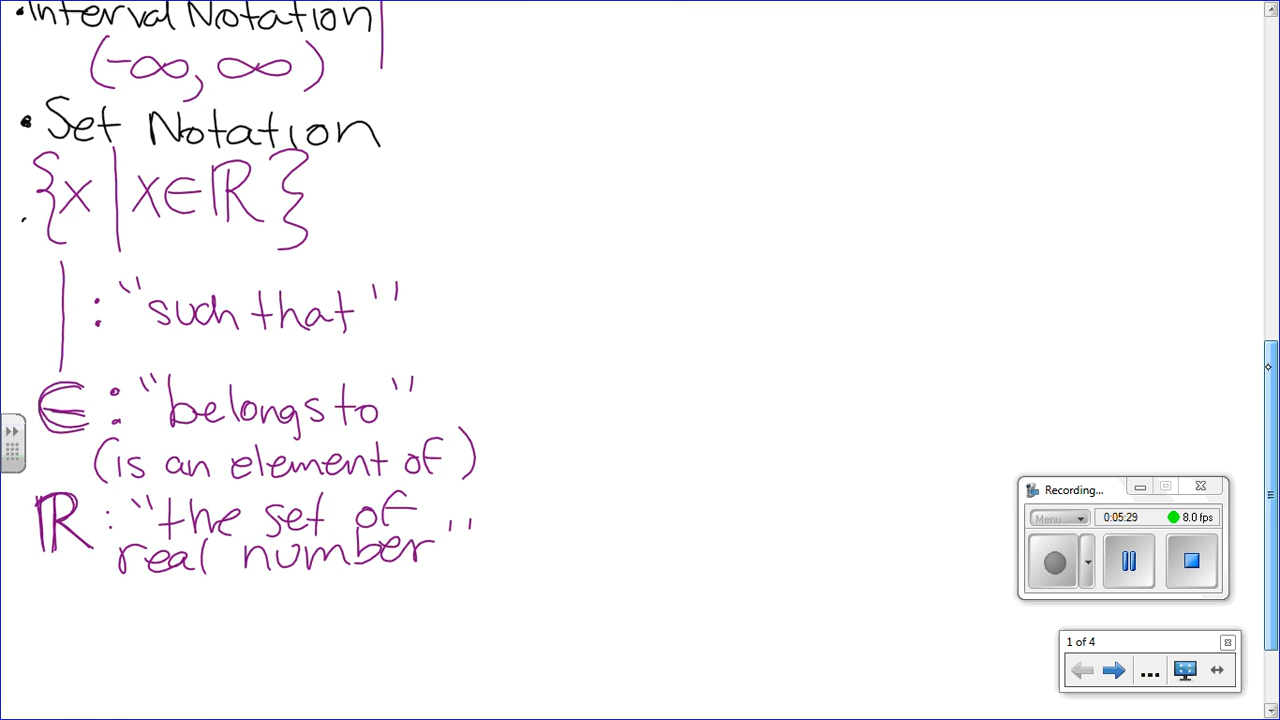 •Interval Notation
(-∞, ∞)
• Set Notation
{x | x∈ℝ}
| : "such that"
∈ : "belongs to"
(is an element of)
ℝ : "the set of
real number"
Recording...
Menu
0:05:29
8.0 fps
1 of 4
...